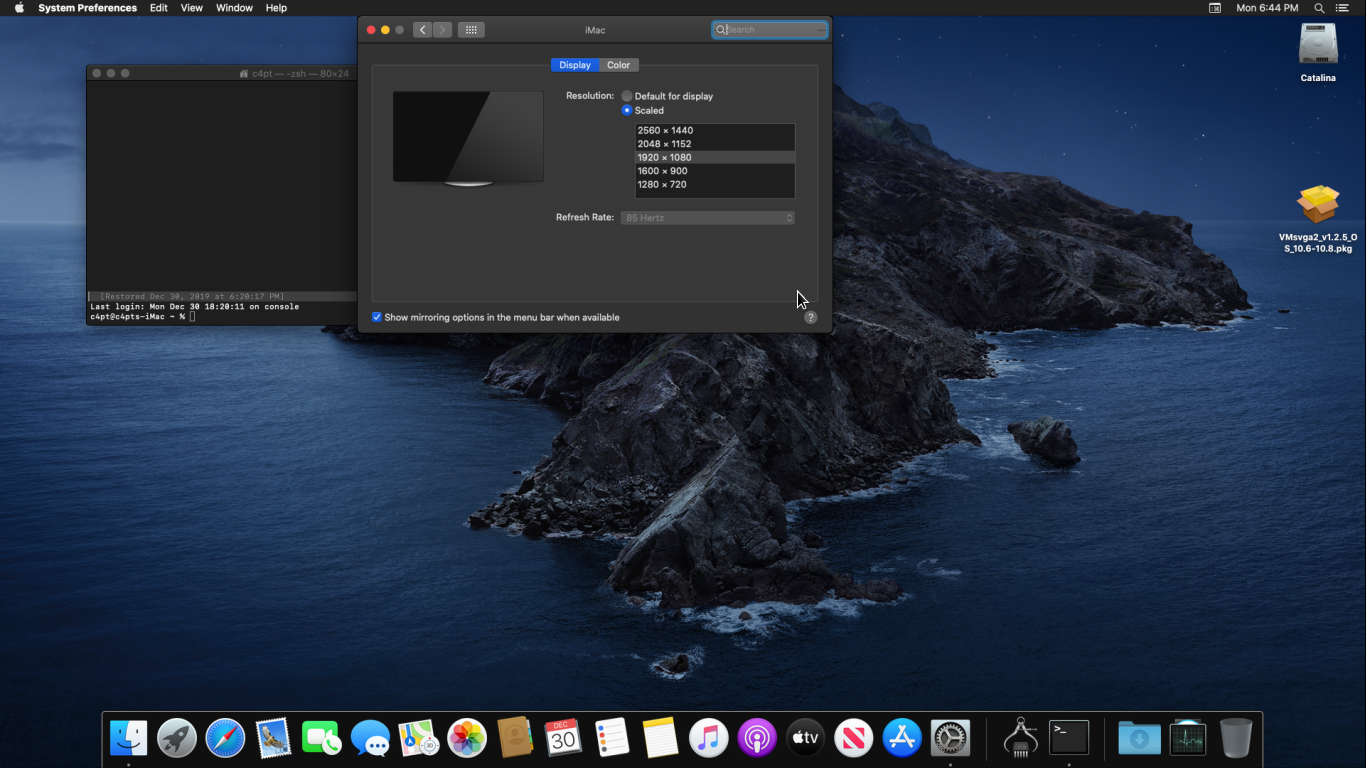 System Preferences Edit View Window Help
Mon 6:44 PM
iMac
Search
c4pt — -zsh — 80×24
Display Color
Resolution: Default for display
Scaled
2560 × 1440
2048 × 1152
1920 × 1080
1600 × 900
1280 × 720
Refresh Rate: 85 Hertz
Show mirroring options in the menu bar when available
?
[Restored Dec 30, 2019 at 6:20:17 PM]
Last login: Mon Dec 30 18:20:11 on console
c4pt@c4pts-iMac ~ %
Catalina
VMsvga2_v1.2.5_O
S_10.6-10.8.pkg
DEC
30
3D
tv
>_